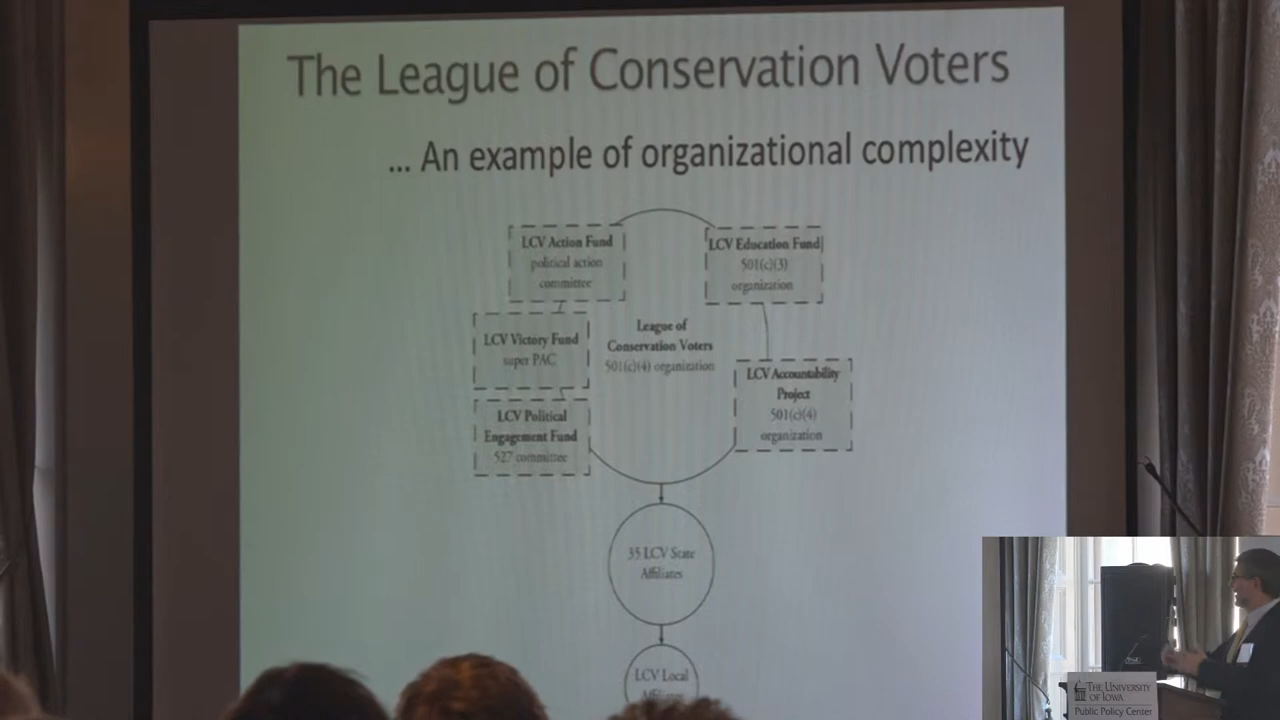 The League of Conservation Voters
... An example of organizational complexity
LCV Action Fund
political action
committee
LCV Education Fund
501(c)(3)
organization
LCV Victory Fund
super PAC
League of
Conservation Voters
501(c)(4) organization
LCV Accountability
Project
501(c)(4)
organization
LCV Political
Engagement Fund
527 committee
35 LCV State
Affiliates
LCV Local
Affiliates
THE UNIVERSITY
OF IOWA
Public Policy Center